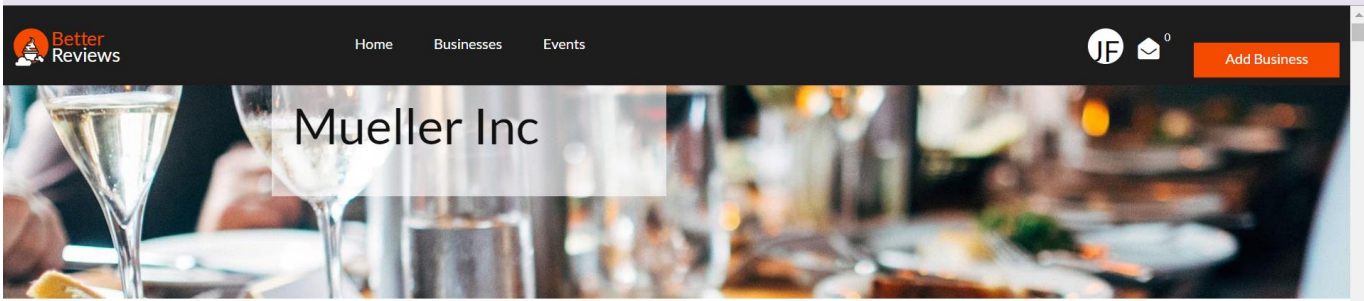 Better
Reviews
Home Businesses Events
JF
0
Add Business
Mueller Inc